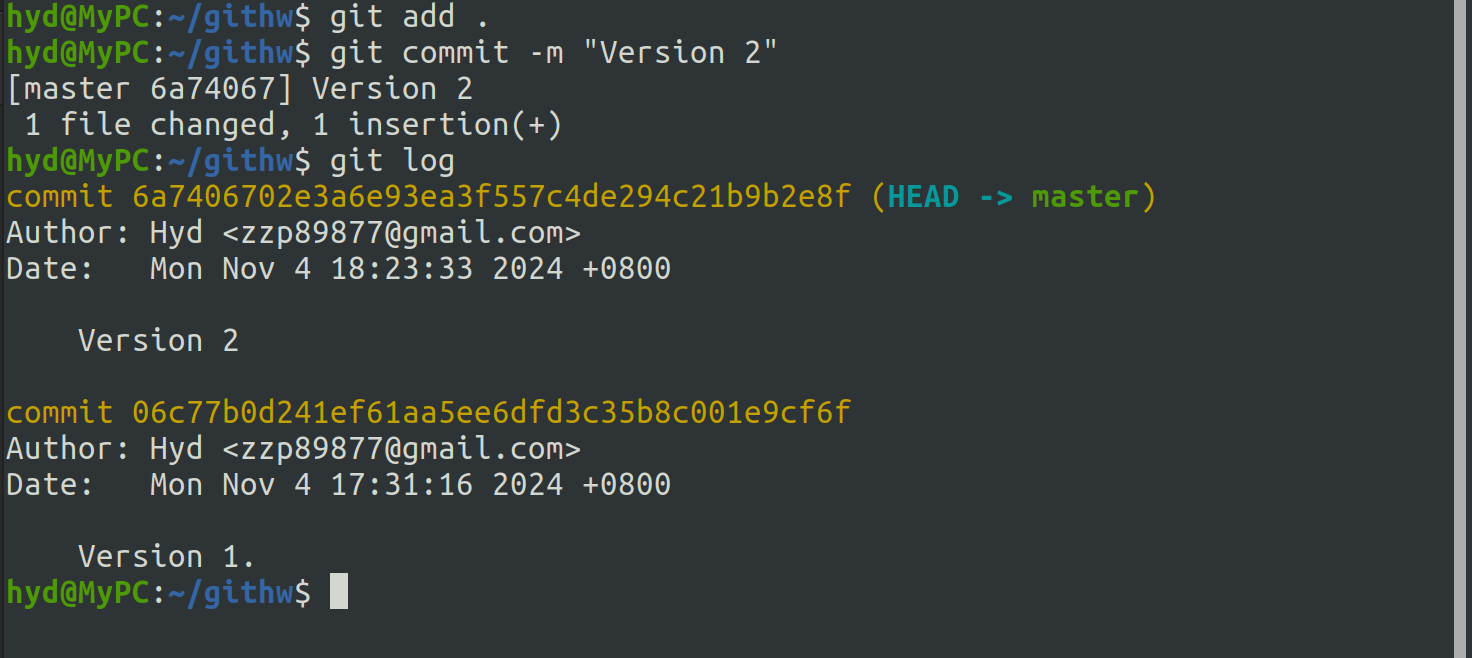 hyd@MyPC:~/githw$ git add .
hyd@MyPC:~/githw$ git commit -m "Version 2"
[master 6a74067] Version 2
 1 file changed, 1 insertion(+)
hyd@MyPC:~/githw$ git log
commit 6a7406702e3a6e93ea3f557c4de294c21b9b2e8f (HEAD -> master)
Author: Hyd <zzp89877@gmail.com>
Date:   Mon Nov 4 18:23:33 2024 +0800
    Version 2
commit 06c77b0d241ef61aa5ee6dfd3c35b8c001e9cf6f
Author: Hyd <zzp89877@gmail.com>
Date:   Mon Nov 4 17:31:16 2024 +0800
    Version 1.
hyd@MyPC:~/githw$